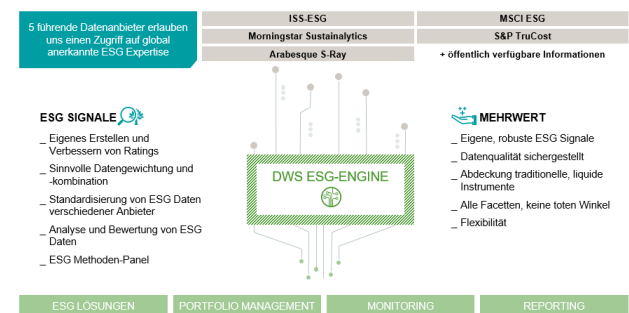 5 führende Datenanbieter erlauben
uns einen Zugriff auf global
anerkannte ESG Expertise
ISS-ESG
MSCI ESG
Morningstar Sustainalytics
S&P TruCost
Arabesque S-Ray
+ öffentlich verfügbare Informationen
ESG SIGNALE
_ Eigenes Erstellen und
Verbessern von Ratings
_ Sinnvolle Datengewichtung und
-kombination
_ Standardisierung von ESG Daten
verschiedener Anbieter
_ Analyse und Bewertung von ESG
Daten
_ ESG Methoden-Panel
DWS ESG-ENGINE
MEHRWERT
_ Eigene, robuste ESG Signale
_ Datenqualität sichergestellt
_ Abdeckung traditionelle, liquide
Instrumente
_ Alle Facetten, keine toten Winkel
_ Flexibilität
ESG LÖSUNGEN
PORTFOLIO MANAGEMENT
MONITORING
REPORTING